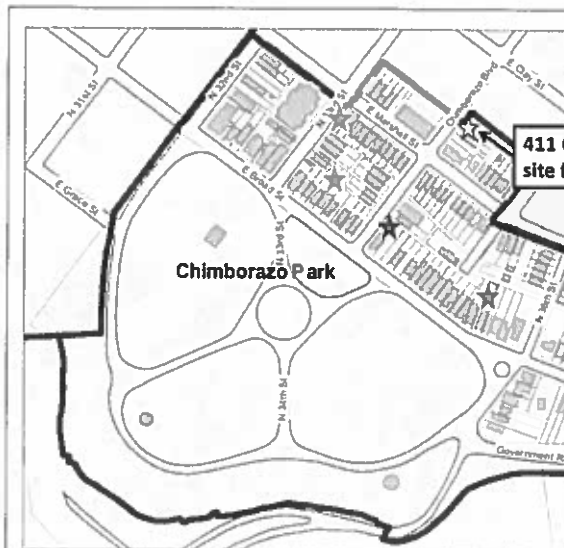 N 32nd St
N 31st St
E Grace St
E Broad St
E Marshall St
Chimborazo Blvd
E Clay St
411
site f
N 33rd St
Chimborazo Park
N 34th St
N 36th St
Government